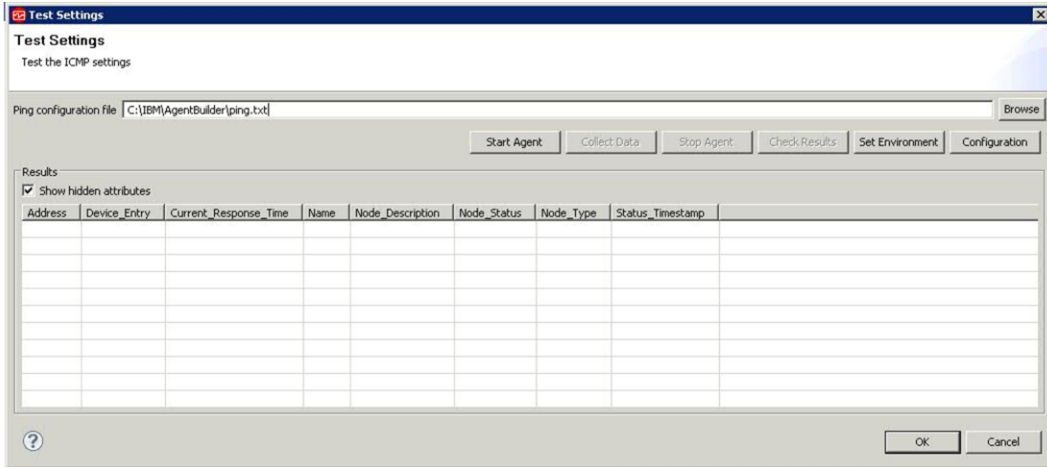 Test Settings
Test Settings
Test the ICMP settings
Ping configuration file C:\IBM\AgentBuilder\ping.txt Browse
Start Agent Collect Data Stop Agent Check Results Set Environment Configuration
Results
Show hidden attributes
Address Device_Entry Current_Response_Time Name Node_Description Node_Status Node_Type Status_Timestamp
? OK Cancel